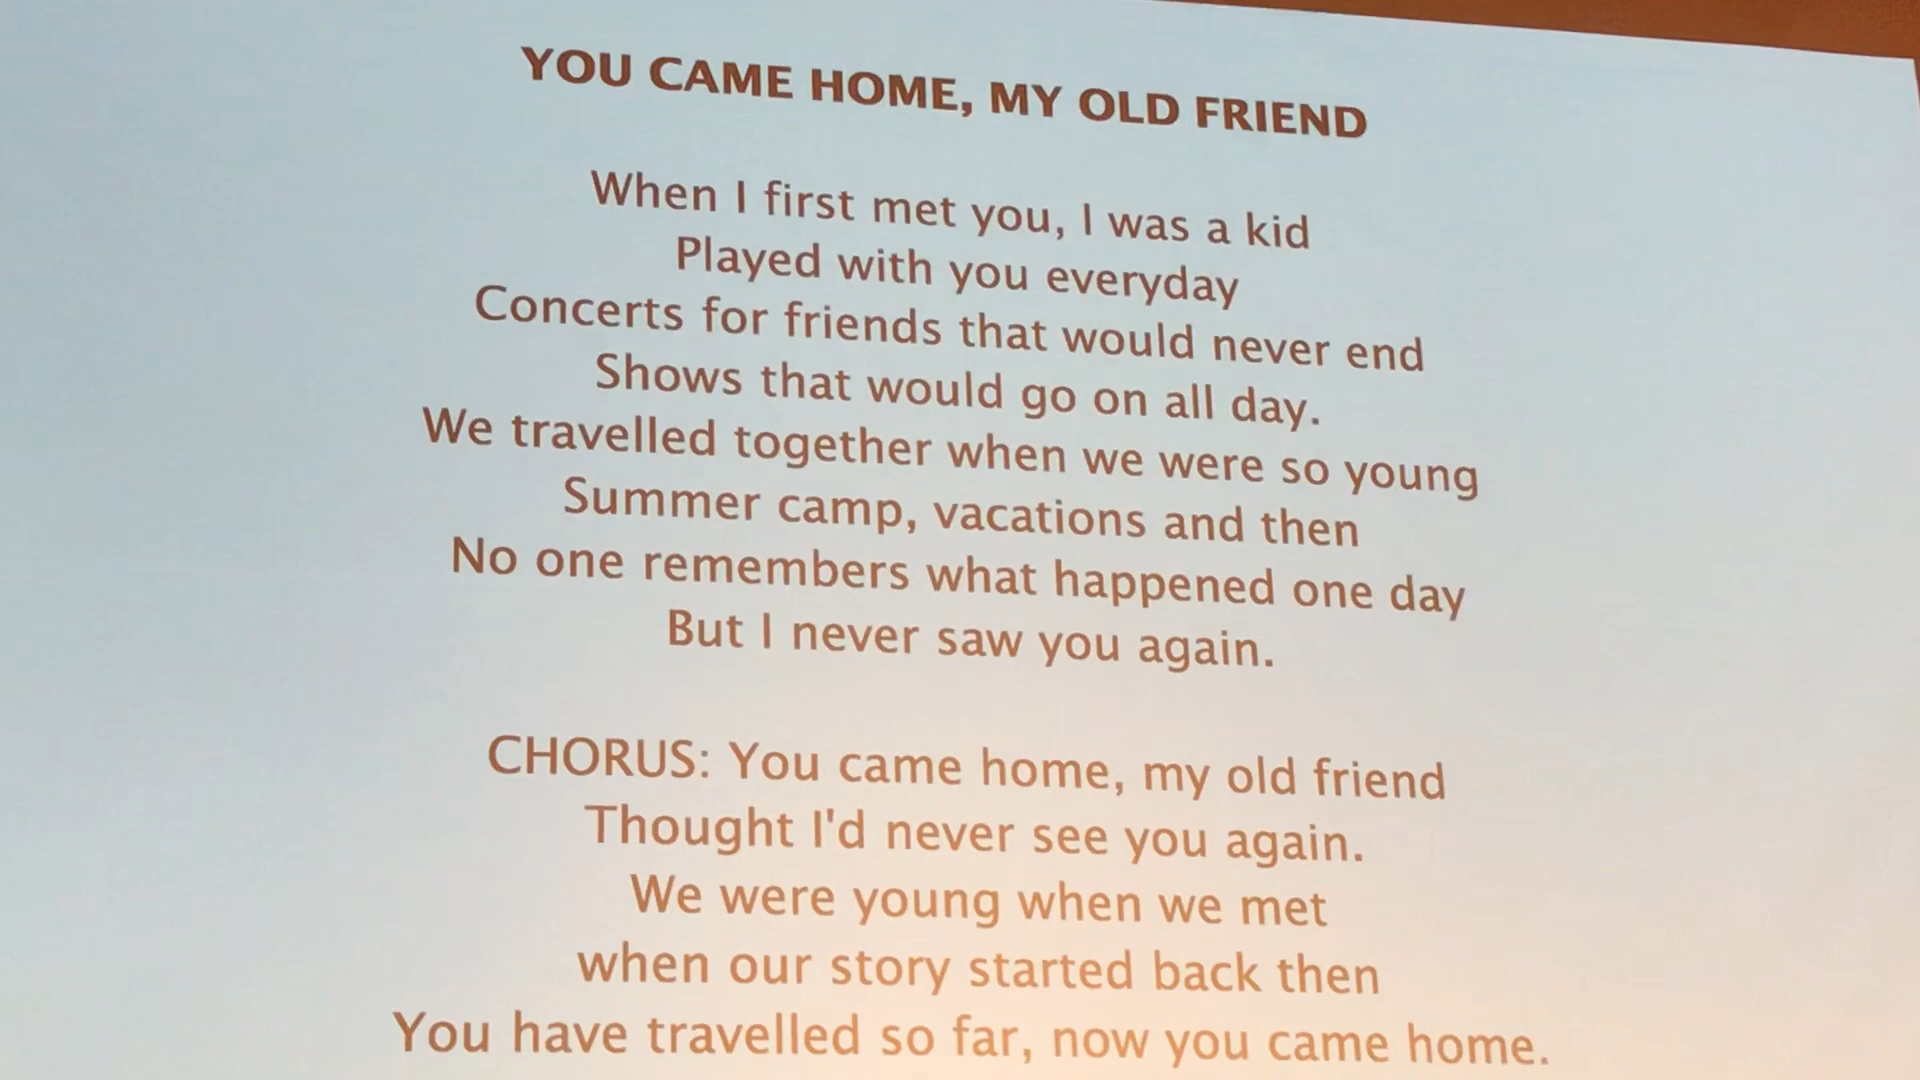 YOU CAME HOME, MY OLD FRIEND
When I first met you, I was a kid
Played with you everyday
Concerts for friends that would never end
Shows that would go on all day.
We travelled together when we were so young
Summer camp, vacations and then
No one remembers what happened one day
But I never saw you again.
CHORUS: You came home, my old friend
Thought I'd never see you again.
We were young when we met
when our story started back then
You have travelled so far, now you came home.